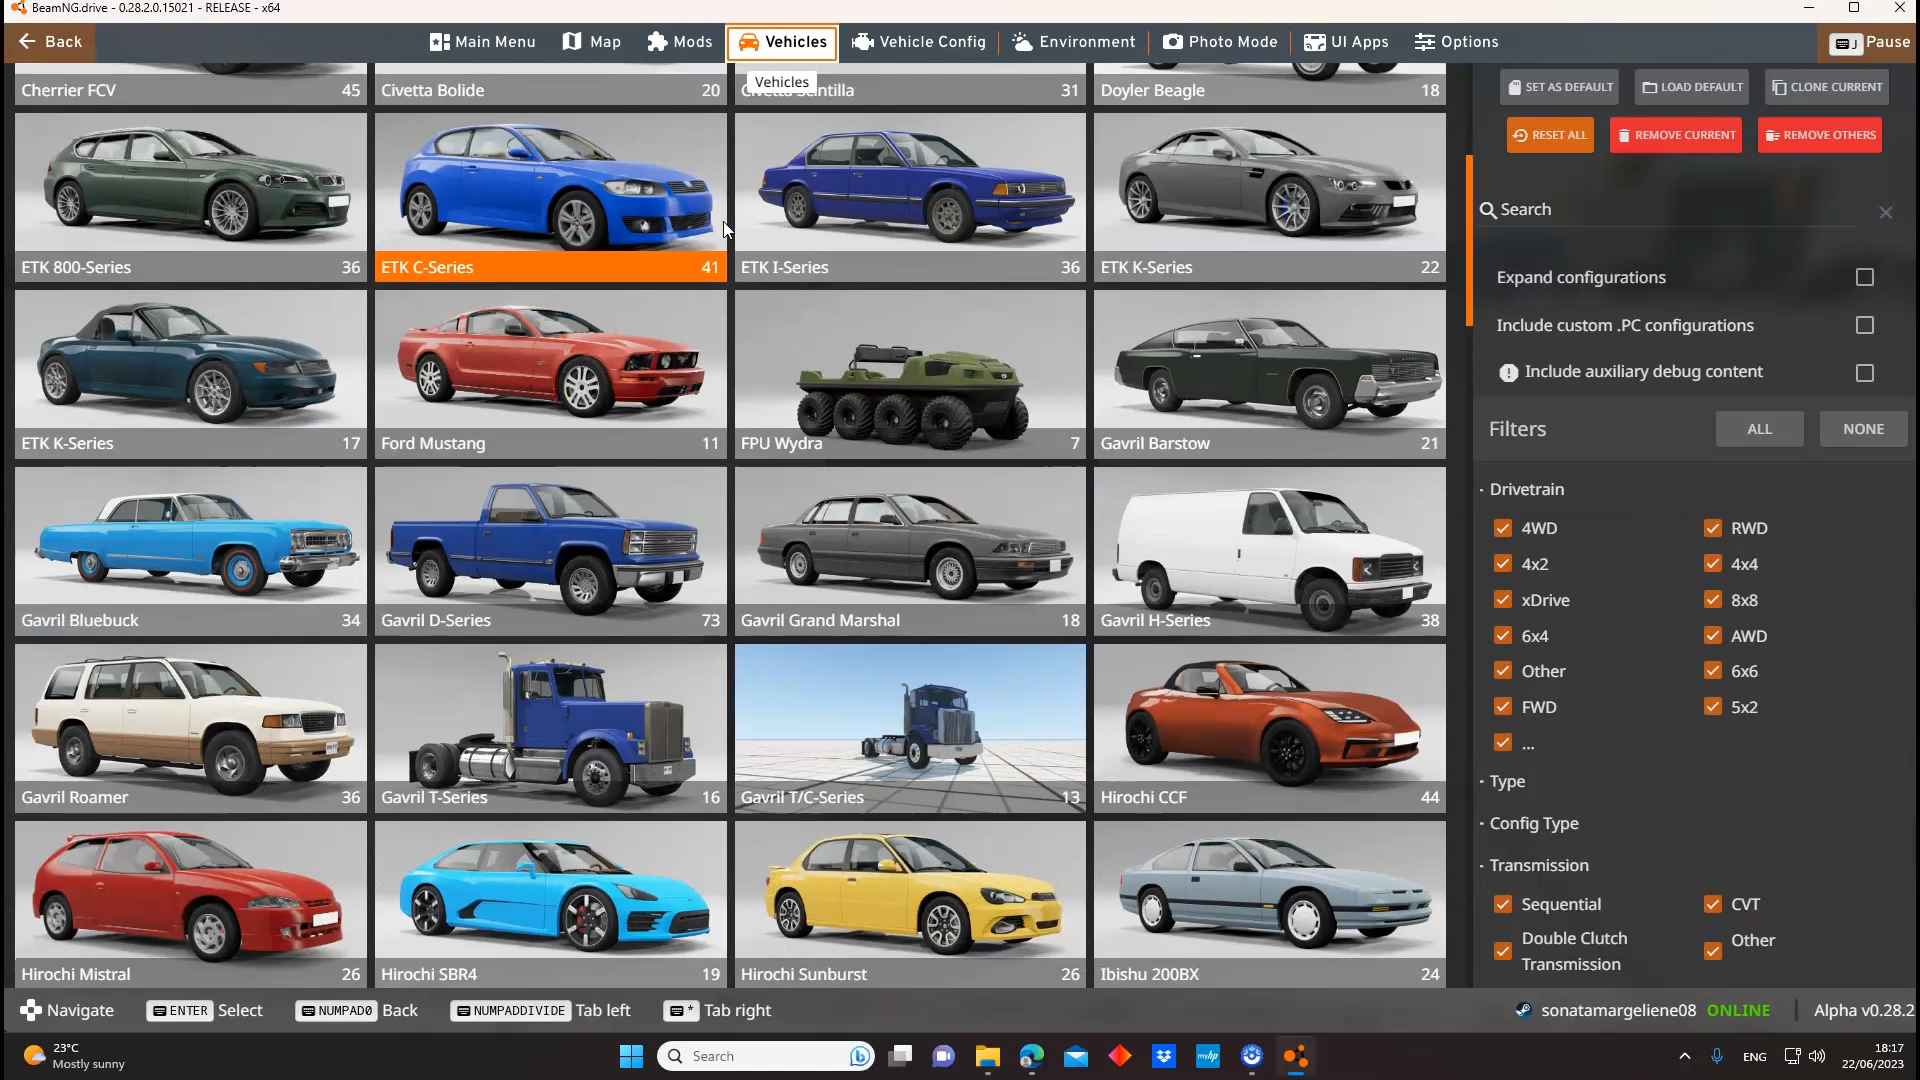 BeamNG.drive - 0.28.2.0.15021 - RELEASE - x64
Back
Main Menu
Map
Mods
Vehicles
Vehicle Config
Environment
Photo Mode
UI Apps
Options
J Pause
Vehicles
Cherrier FCV 45
Civetta Bolide 20
31
Doyler Beagle 18
ETK 800-Series 36
ETK C-Series 41
ETK I-Series 36
ETK K-Series 22
ETK K-Series 17
Ford Mustang 11
FPU Wydra 7
Gavril Barstow 21
Gavril Bluebuck 34
Gavril D-Series 73
Gavril Grand Marshal 18
Gavril H-Series 38
Gavril Roamer 36
Gavril T-Series 16
Gavril T/C-Series 13
Hirochi CCF 44
Hirochi Mistral 26
Hirochi SBR4 19
Hirochi Sunburst 26
Ibishu 200BX 24
SET AS DEFAULT
LOAD DEFAULT
CLONE CURRENT
RESET ALL
REMOVE CURRENT
REMOVE OTHERS
Search
Expand configurations
Include custom .PC configurations
Include auxiliary debug content
Filters
ALL
NONE
- Drivetrain
4WD
RWD
4x2
4x4
xDrive
8x8
6x4
AWD
Other
6x6
FWD
5x2
...
- Type
- Config Type
- Transmission
Sequential
CVT
Double Clutch
Transmission
Other
Navigate
ENTER Select
NUMPAD0 Back
NUMPADDIVIDE Tab left
* Tab right
sonatamargeliene08 ONLINE
Alpha v0.28.2
23°C
Mostly sunny
Search
myhp
ENG
18:17
22/06/2023